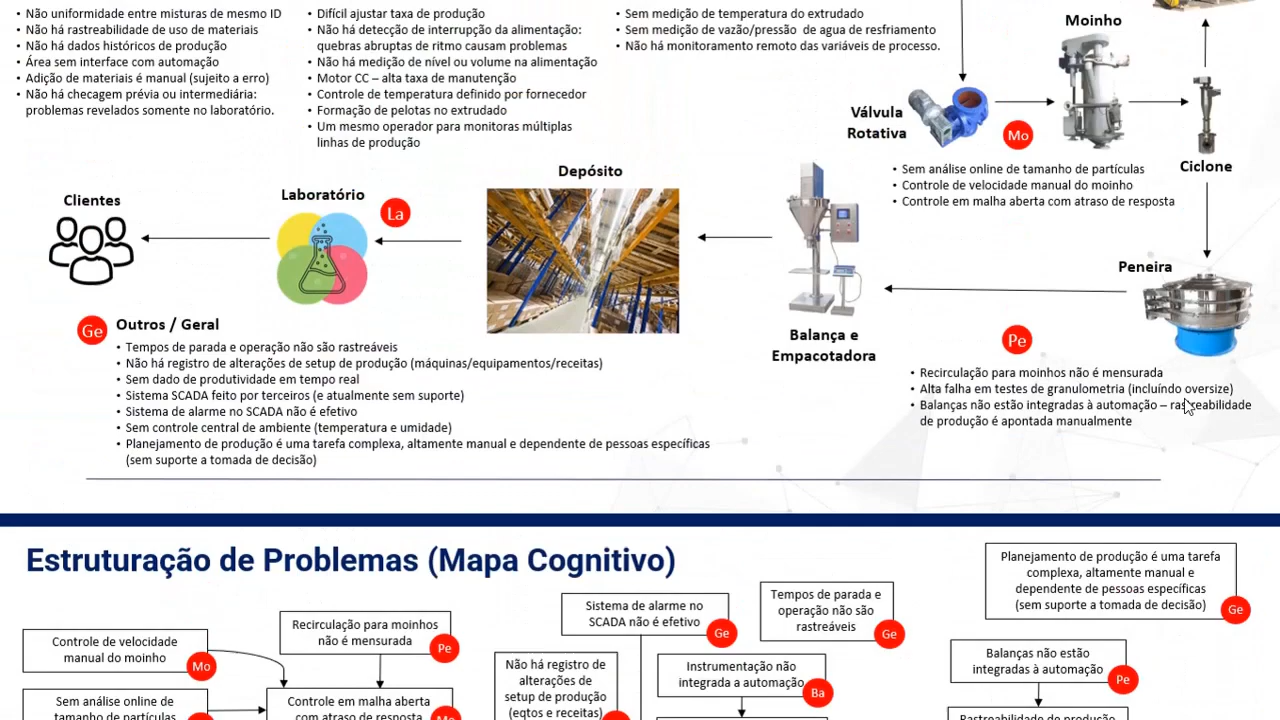 • Não uniformidade entre misturas de mesmo ID
• Não há rastreabilidade de uso de materiais
• Não há dados históricos de produção
• Área sem interface com automação
• Adição de materiais é manual (sujeito a erro)
• Não há checagem prévia ou intermediária:
problemas revelados somente no laboratório.
• Difícil ajustar taxa de produção
• Não há detecção de interrupção da alimentação:
quebras abruptas de ritmo causam problemas
• Não há medição de nível ou volume na alimentação
• Motor CC – alta taxa de manutenção
• Controle de temperatura definido por fornecedor
• Formação de pelotas no extrudado
• Um mesmo operador para monitoras múltiplas
linhas de produção
• Sem medição de temperatura do extrudado
• Sem medição de vazão/pressão de agua de resfriamento
• Não há monitoramento remoto das variáveis de processo.
Moinho
Válvula
Rotativa
Mo
Ciclone
• Sem análise online de tamanho de partículas
• Controle de velocidade manual do moinho
• Controle em malha aberta com atraso de resposta
Depósito
Laboratório
La
Clientes
Peneira
Balança e
Empacotadora
Pe
• Recirculação para moinhos não é mensurada
• Alta falha em testes de granulometria (incluíndo oversize)
• Balanças não estão integradas à automação – rastreabilidade
de produção é apontada manualmente
Ge
Outros / Geral
• Tempos de parada e operação não são rastreáveis
• Não há registro de alterações de setup de produção (máquinas/equipamentos/receitas)
• Sem dado de produtividade em tempo real
• Sistema SCADA feito por terceiros (e atualmente sem suporte)
• Sistema de alarme no SCADA não é efetivo
• Sem controle central de ambiente (temperatura e umidade)
• Planejamento de produção é uma tarefa complexa, altamente manual e dependente de pessoas específicas
(sem suporte a tomada de decisão)
Estruturação de Problemas (Mapa Cognitivo)
Planejamento de produção é uma tarefa
complexa, altamente manual e
dependente de pessoas específicas
(sem suporte a tomada de decisão)
Ge
Tempos de parada e
operação não são
rastreáveis
Ge
Sistema de alarme no
SCADA não é efetivo
Ge
Recirculação para moinhos
não é mensurada
Pe
Controle de velocidade
manual do moinho
Mo
Não há registro de
alterações de
setup de produção
(eqtos e receitas)
Instrumentação não
integrada a automação
Ba
Balanças não estão
integradas à automação
Pe
Sem análise online de
tamanho de partículas
Controle em malha aberta
com atraso de resposta
Mo
Rastreabilidade de produção